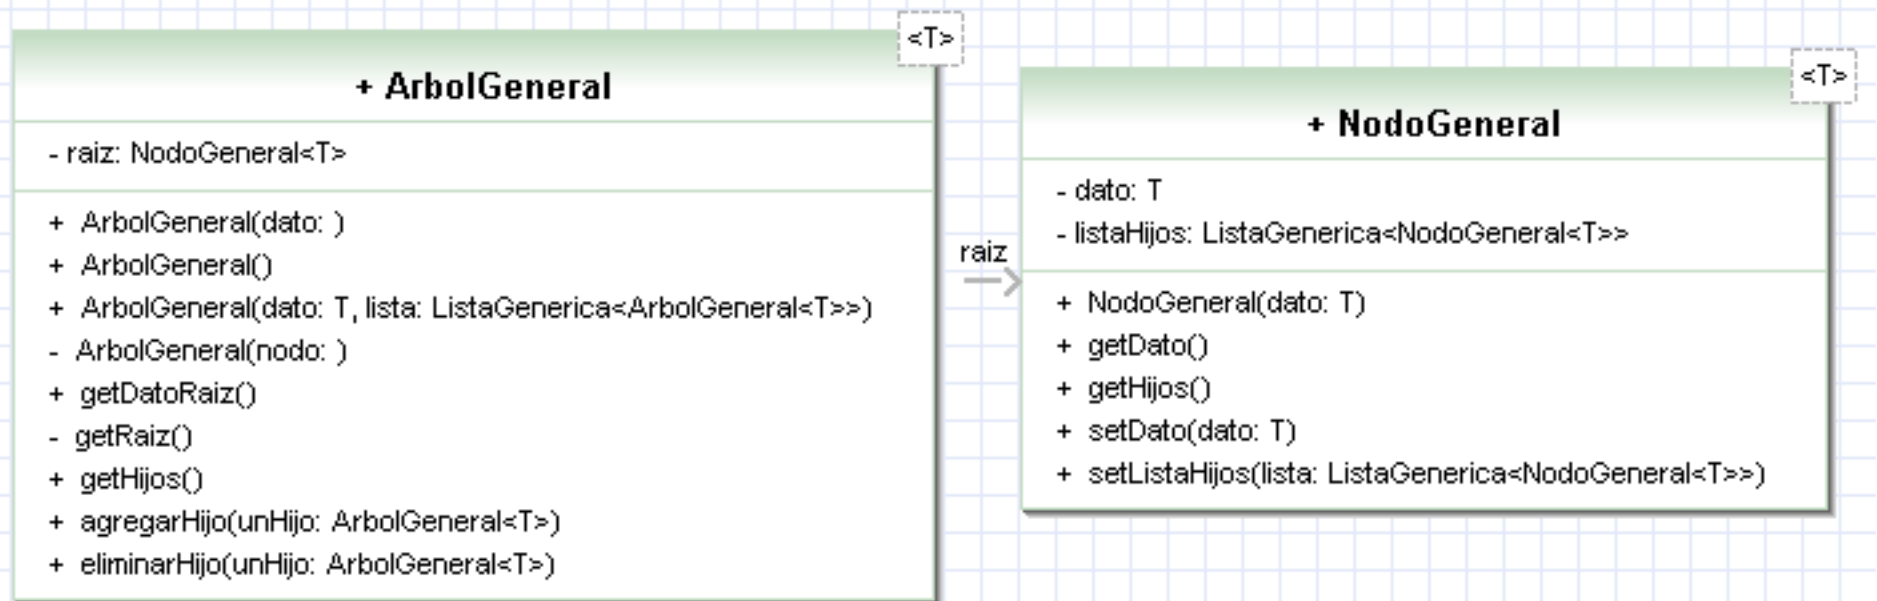 <T>
+ ArbolGeneral
- raiz: NodoGeneral<T>
+ ArbolGeneral(dato: )
+ ArbolGeneral()
+ ArbolGeneral(dato: T, lista: ListaGenerica<ArbolGeneral<T>>)
- ArbolGeneral(nodo: )
+ getDatoRaiz()
- getRaiz()
+ getHijos()
+ agregarHijo(unHijo: ArbolGeneral<T>)
+ eliminarHijo(unHijo: ArbolGeneral<T>)
raiz
<T>
+ NodoGeneral
- dato: T
- listaHijos: ListaGenerica<NodoGeneral<T>>
+ NodoGeneral(dato: T)
+ getDato()
+ getHijos()
+ setDato(dato: T)
+ setListaHijos(lista: ListaGenerica<NodoGeneral<T>>)